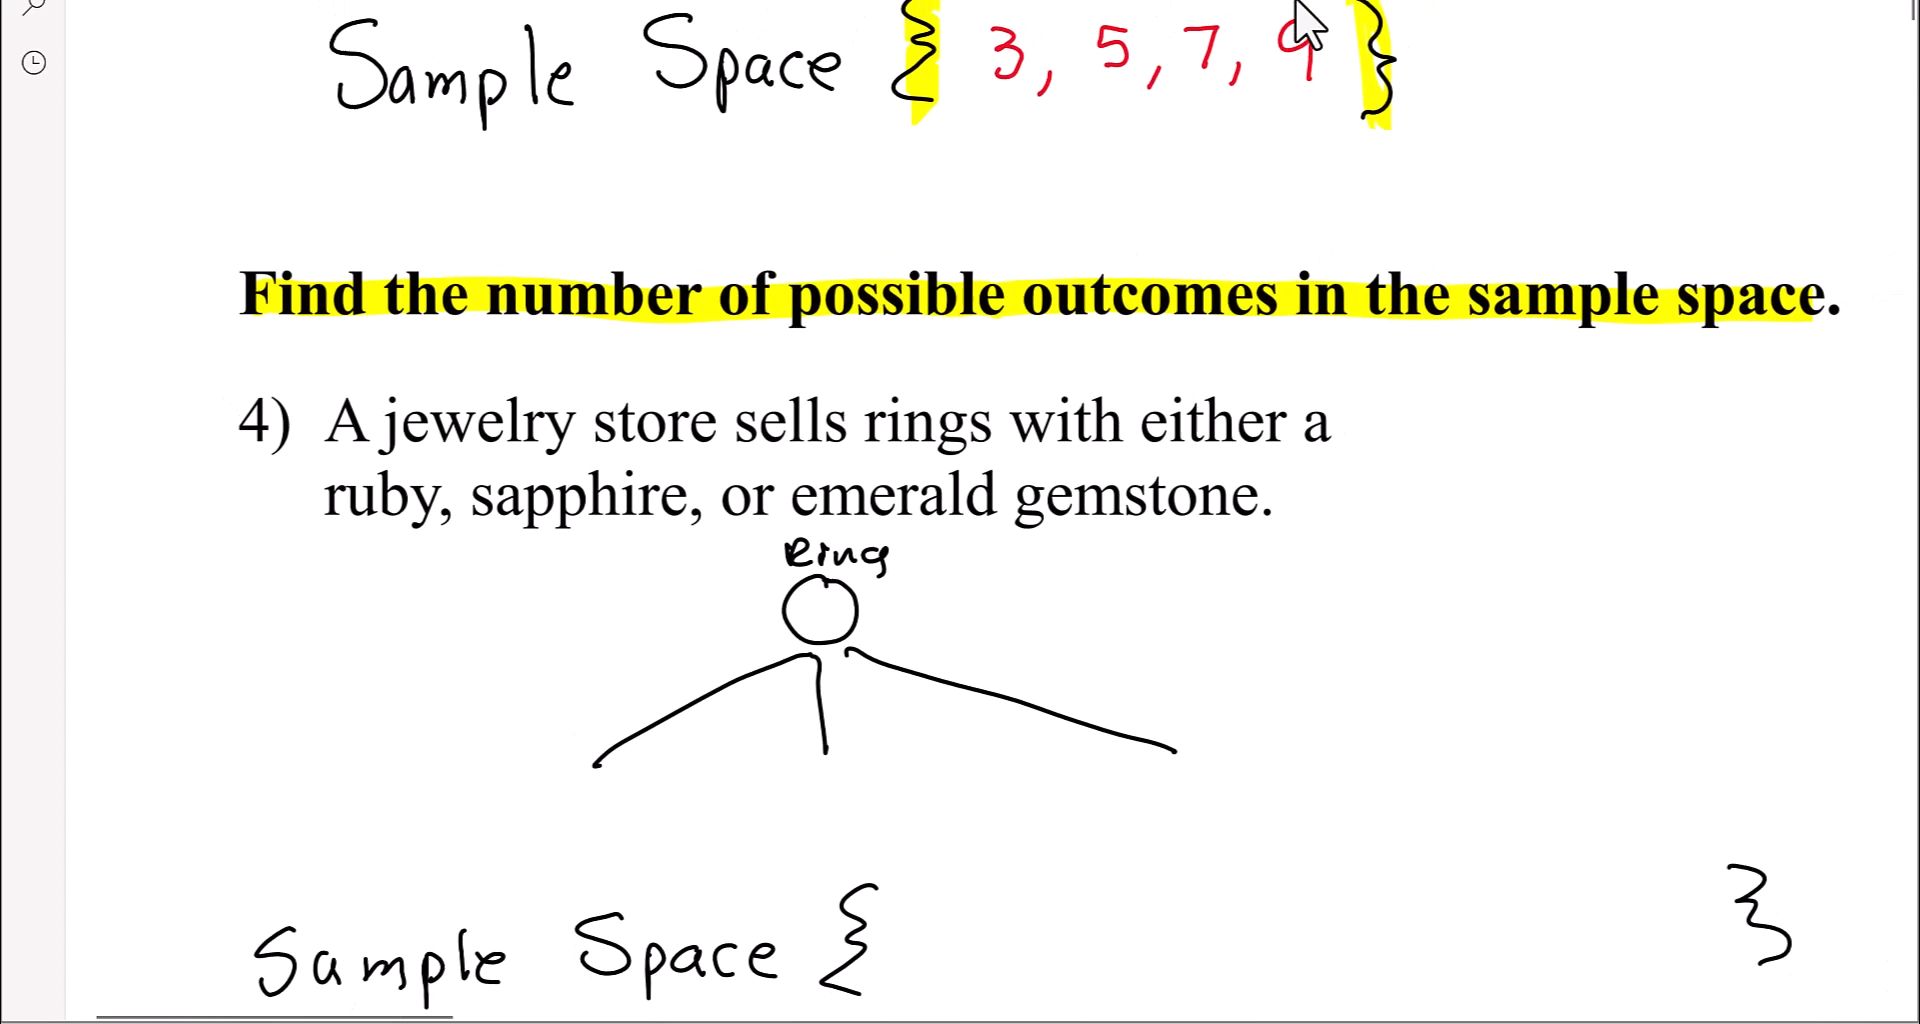 Sample Space { 3, 5, 7, 9 }
Find the number of possible outcomes in the sample space.
4) A jewelry store sells rings with either a
ruby, sapphire, or emerald gemstone.
Ring
Sample Space { }